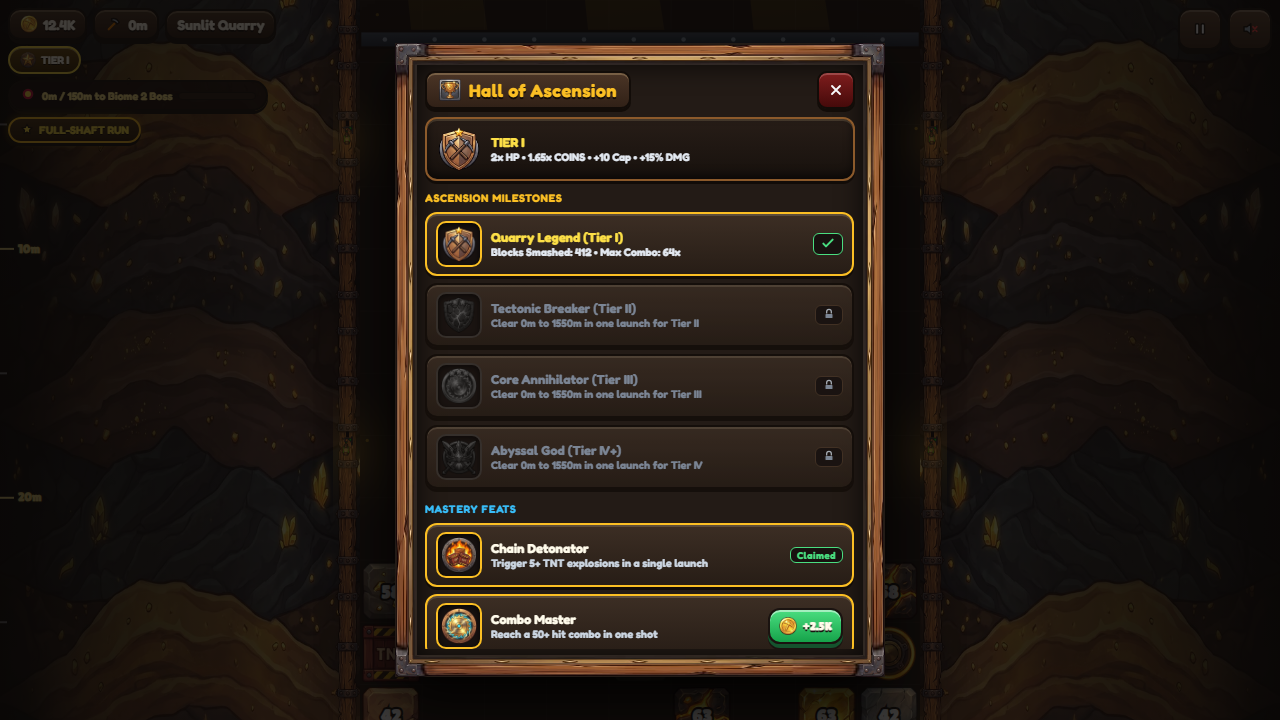 12.4K
0m
Sunlit Quarry
TIER I
0m / 150m to Biome 2 Boss
FULL-SHAFT RUN
10m
20m
Hall of Ascension
TIER I
2x HP • 1.65x COINS • +10 Cap • +15% DMG
ASCENSION MILESTONES
Quarry Legend (Tier I)
Blocks Smashed: 412 • Max Combo: 64x
Tectonic Breaker (Tier II)
Clear 0m to 1550m in one launch for Tier II
Core Annihilator (Tier III)
Clear 0m to 1550m in one launch for Tier III
Abyssal God (Tier IV+)
Clear 0m to 1550m in one launch for Tier IV
MASTERY FEATS
Chain Detonator
Trigger 5+ TNT explosions in a single launch
Claimed
Combo Master
Reach a 50+ hit combo in one shot
+2.5K
42
63
63
42